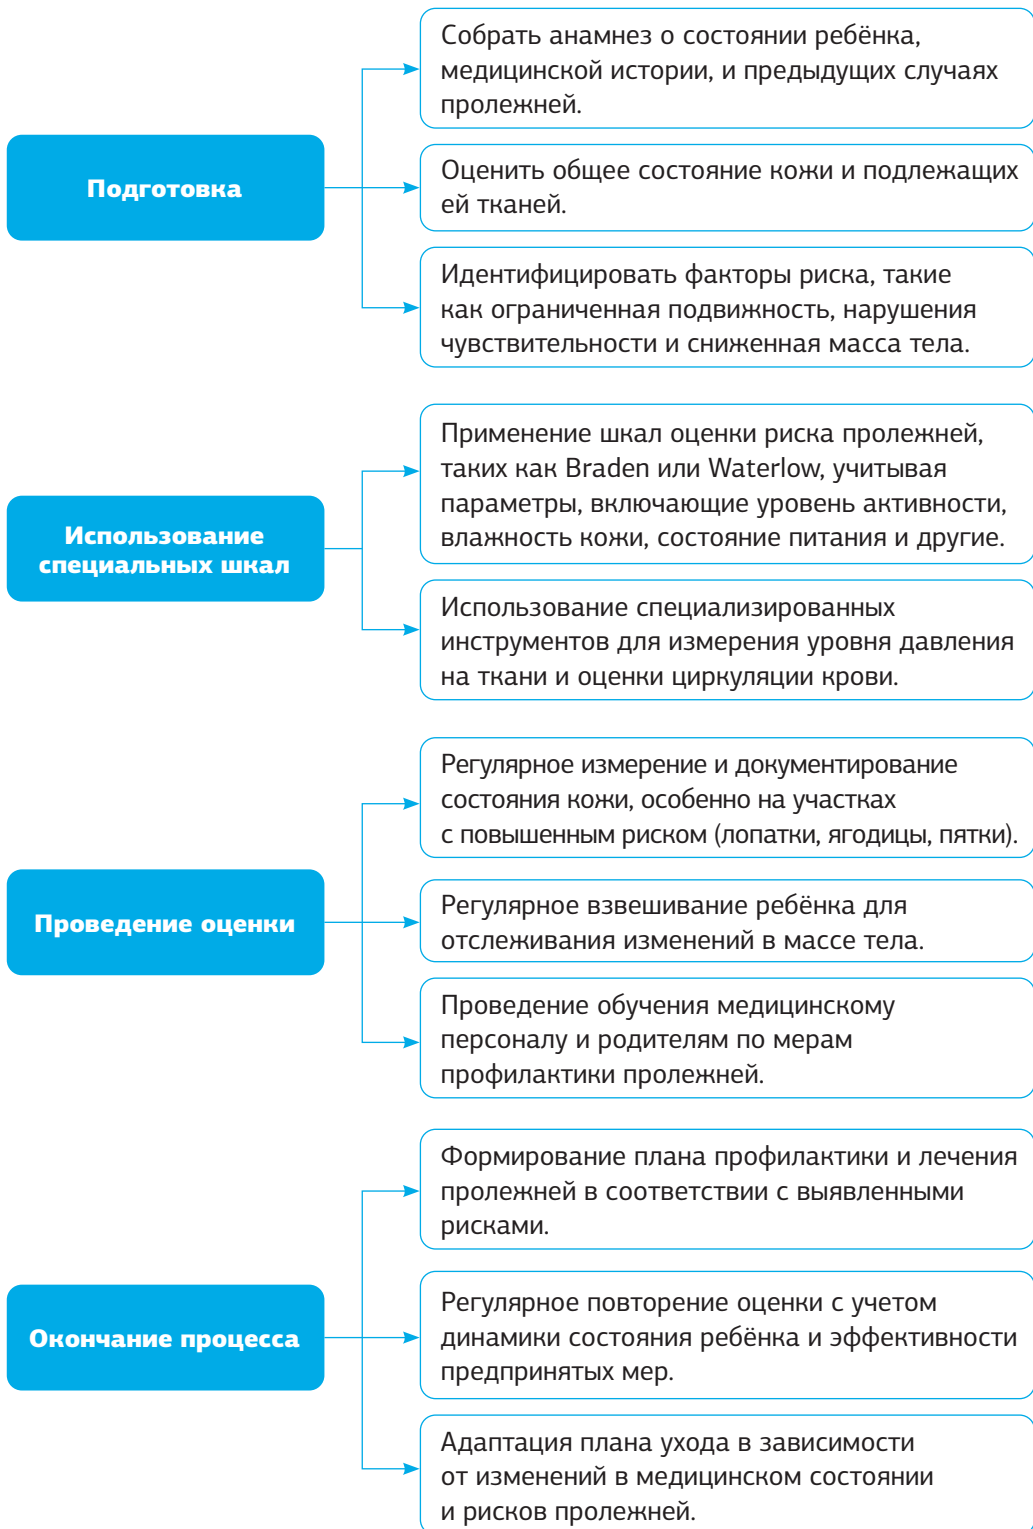 Подготовка
Собрать анамнез о состоянии ребёнка,
медицинской истории, и предыдущих случаях
пролежней.
Оценить общее состояние кожи и подлежащих
ей тканей.
Идентифицировать факторы риска, такие
как ограниченная подвижность, нарушения
чувствительности и сниженная масса тела.
Использование
специальных шкал
Применение шкал оценки риска пролежней,
таких как Braden или Waterlow, учитывая
параметры, включающие уровень активности,
влажность кожи, состояние питания и другие.
Использование специализированных
инструментов для измерения уровня давления
на ткани и оценки циркуляции крови.
Проведение оценки
Регулярное измерение и документирование
состояния кожи, особенно на участках
с повышенным риском (лопатки, ягодицы, пятки).
Регулярное взвешивание ребёнка для
отслеживания изменений в массе тела.
Проведение обучения медицинскому
персоналу и родителям по мерам
профилактики пролежней.
Окончание процесса
Формирование плана профилактики и лечения
пролежней в соответствии с выявленными
рисками.
Регулярное повторение оценки с учетом
динамики состояния ребёнка и эффективности
предпринятых мер.
Адаптация плана ухода в зависимости
от изменений в медицинском состоянии
и рисков пролежней.